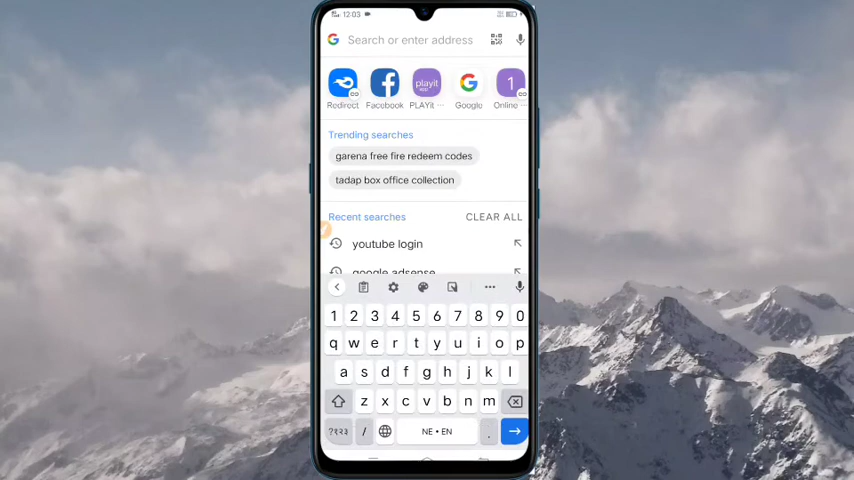 12:03
Search or enter address
playit
Redirect Facebook PLAYit ... Google Online ...
1
Trending searches
garena free fire redeem codes
tadap box office collection
Recent searches CLEAR ALL
youtube login
google adsense
1 2 3 4 5 6 7 8 9 0
q w e r t y u i o p
a s d f g h j k l
z x c v b n m
?१२३ / NE • EN .